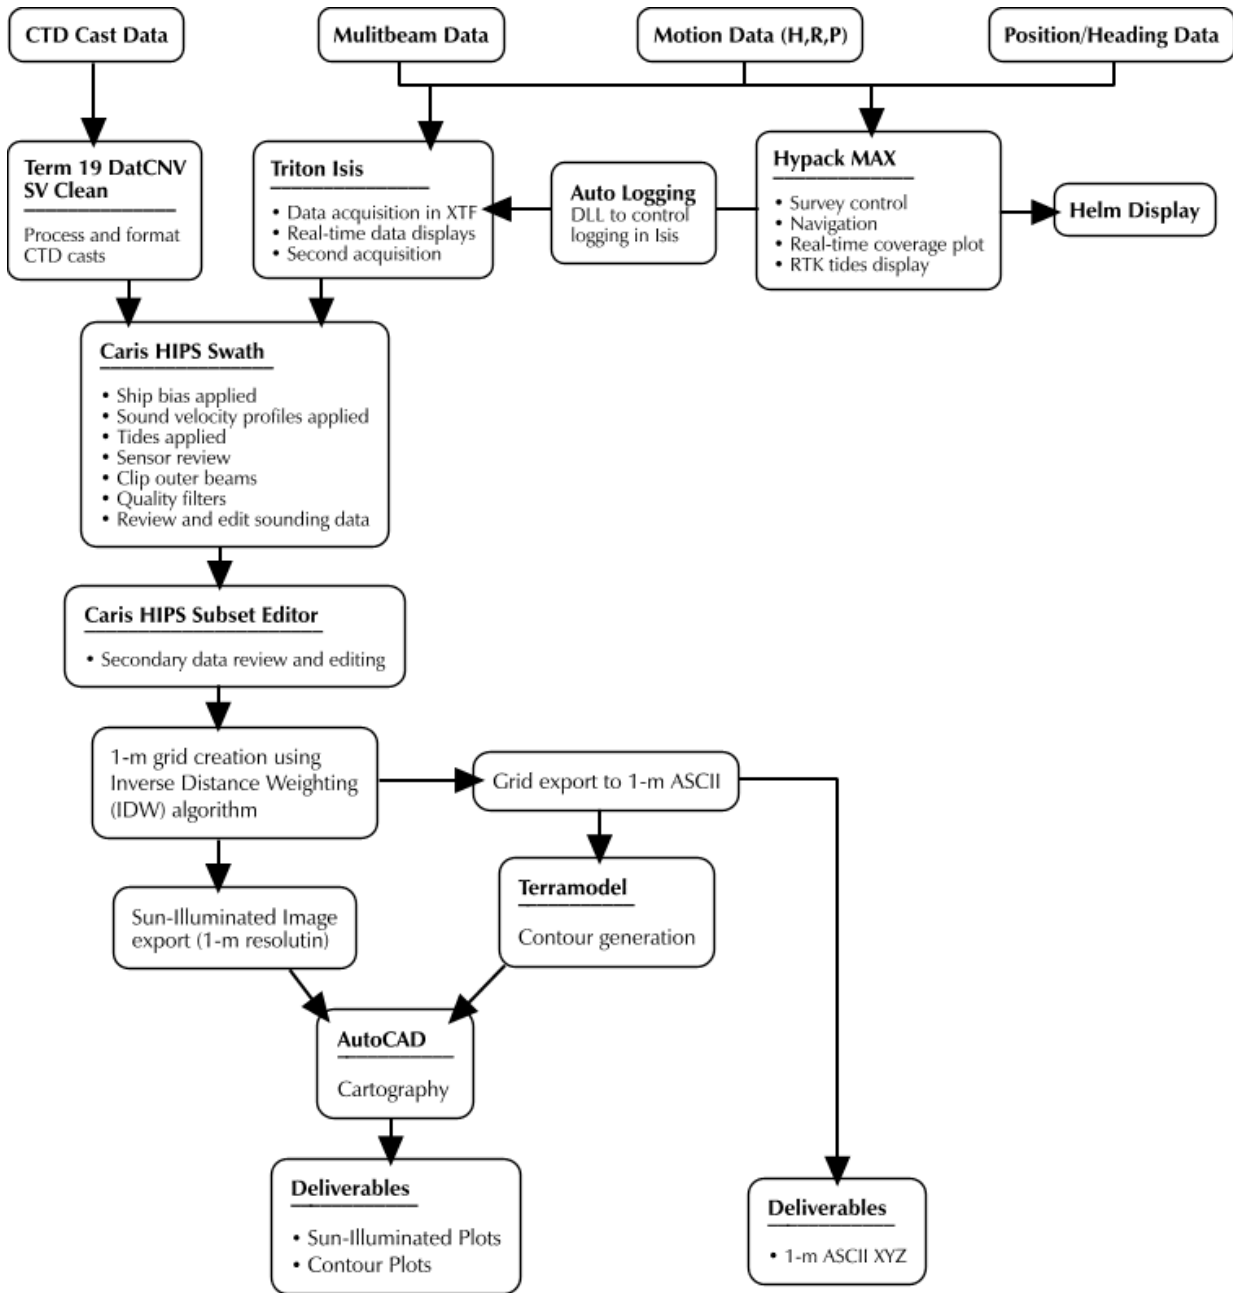 CTD Cast Data
Mulitbeam Data
Motion Data (H,R,P)
Position/Heading Data
Term 19 DatCNV
SV Clean
Process and format
CTD casts
Triton Isis
• Data acquisition in XTF
• Real-time data displays
• Second acquisition
Auto Logging
DLL to control
logging in Isis
Hypack MAX
• Survey control
• Navigation
• Real-time coverage plot
• RTK tides display
Helm Display
Caris HIPS Swath
• Ship bias applied
• Sound velocity profiles applied
• Tides applied
• Sensor review
• Clip outer beams
• Quality filters
• Review and edit sounding data
Caris HIPS Subset Editor
• Secondary data review and editing
1-m grid creation using
Inverse Distance Weighting
(IDW) algorithm
Grid export to 1-m ASCII
Sun-Illuminated Image
export (1-m resolutin)
Terramodel
Contour generation
AutoCAD
Cartography
Deliverables
• Sun-Illuminated Plots
• Contour Plots
Deliverables
• 1-m ASCII XYZ